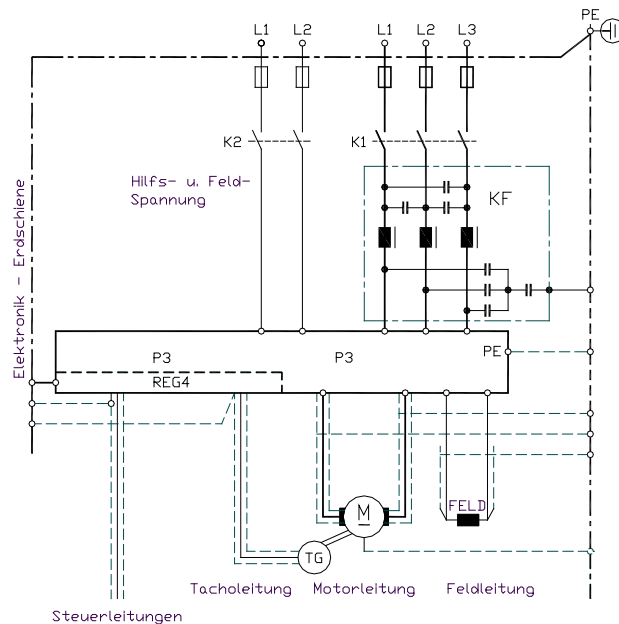 PE
L1
L2
L1
L2
L3
K2
K1
Hilfs- u. Feld-
Spannung
KF
Elektronik - Erdschiene
P3
P3
PE
REG4
M
FELD
TG
Tacholeitung
Motorleitung
Feldleitung
Steuerleitungen